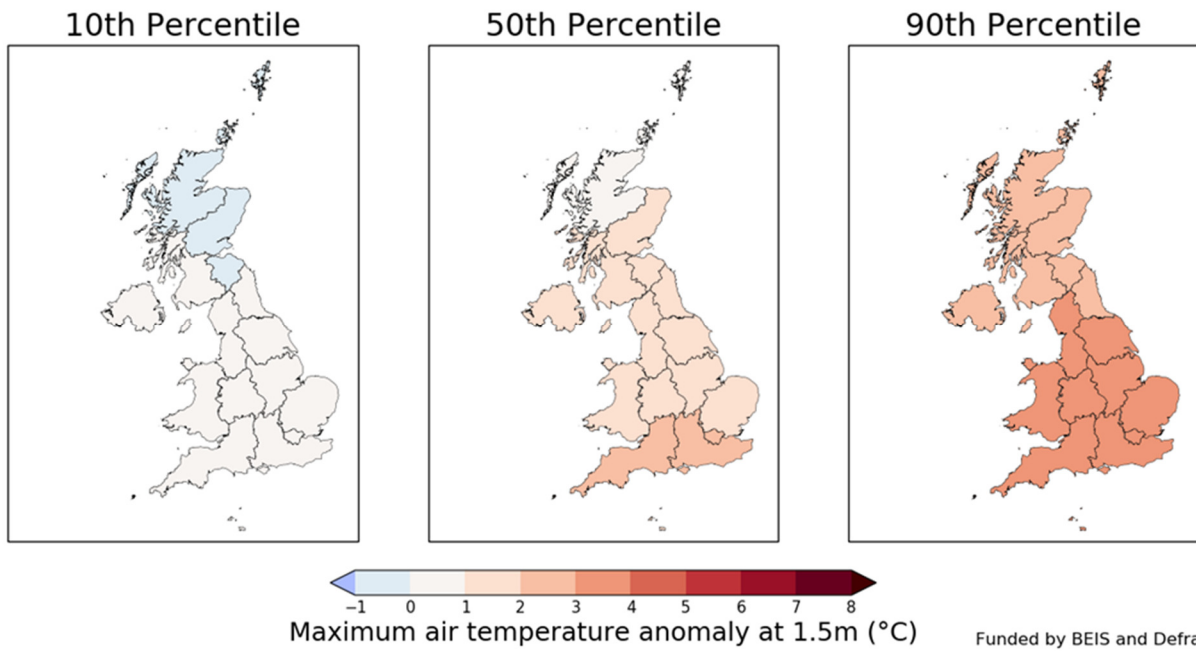 10th Percentile 50th Percentile 90th Percentile
−1 0 1 2 3 4 5 6 7 8
Maximum air temperature anomaly at 1.5m (°C)
Funded by BEIS and Defra